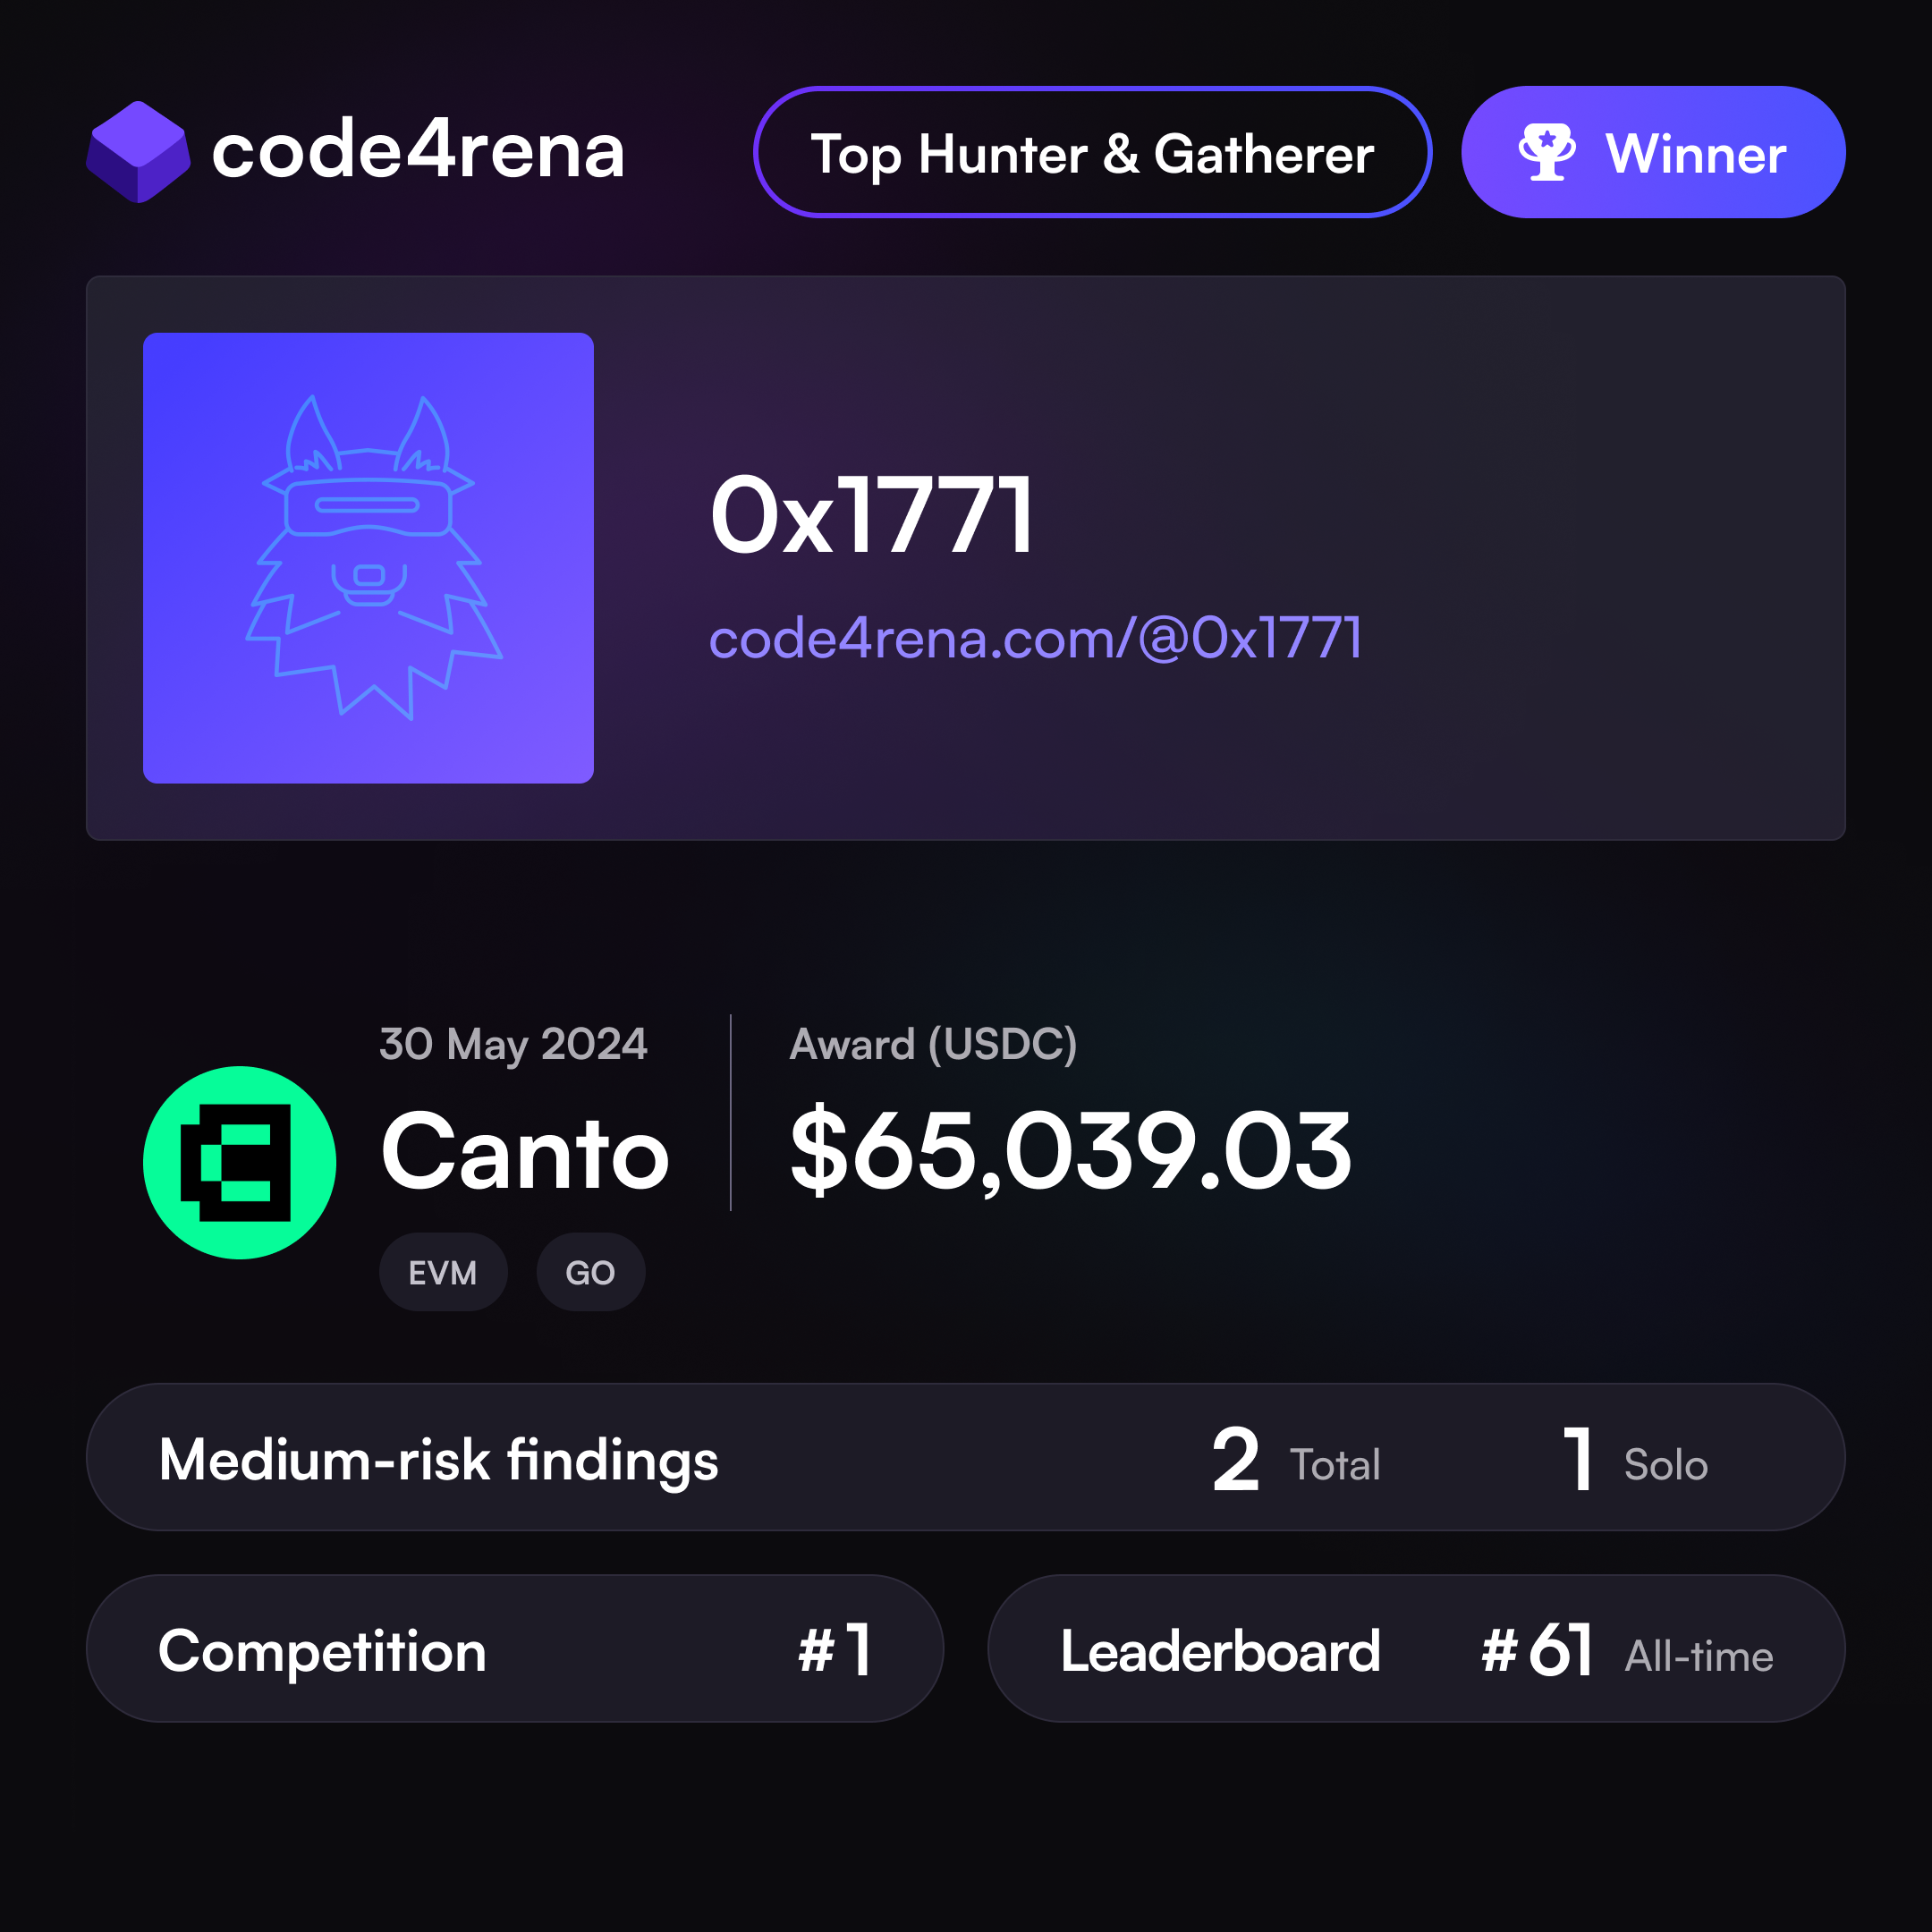 code4rena
Top Hunter & Gatherer
Winner
0x1771
code4rena.com/@0x1771
30 May 2024
Canto
EVM GO
Award (USDC)
$65,039.03
Medium-risk findings 2 Total 1 Solo
Competition #1
Leaderboard #61 All-time